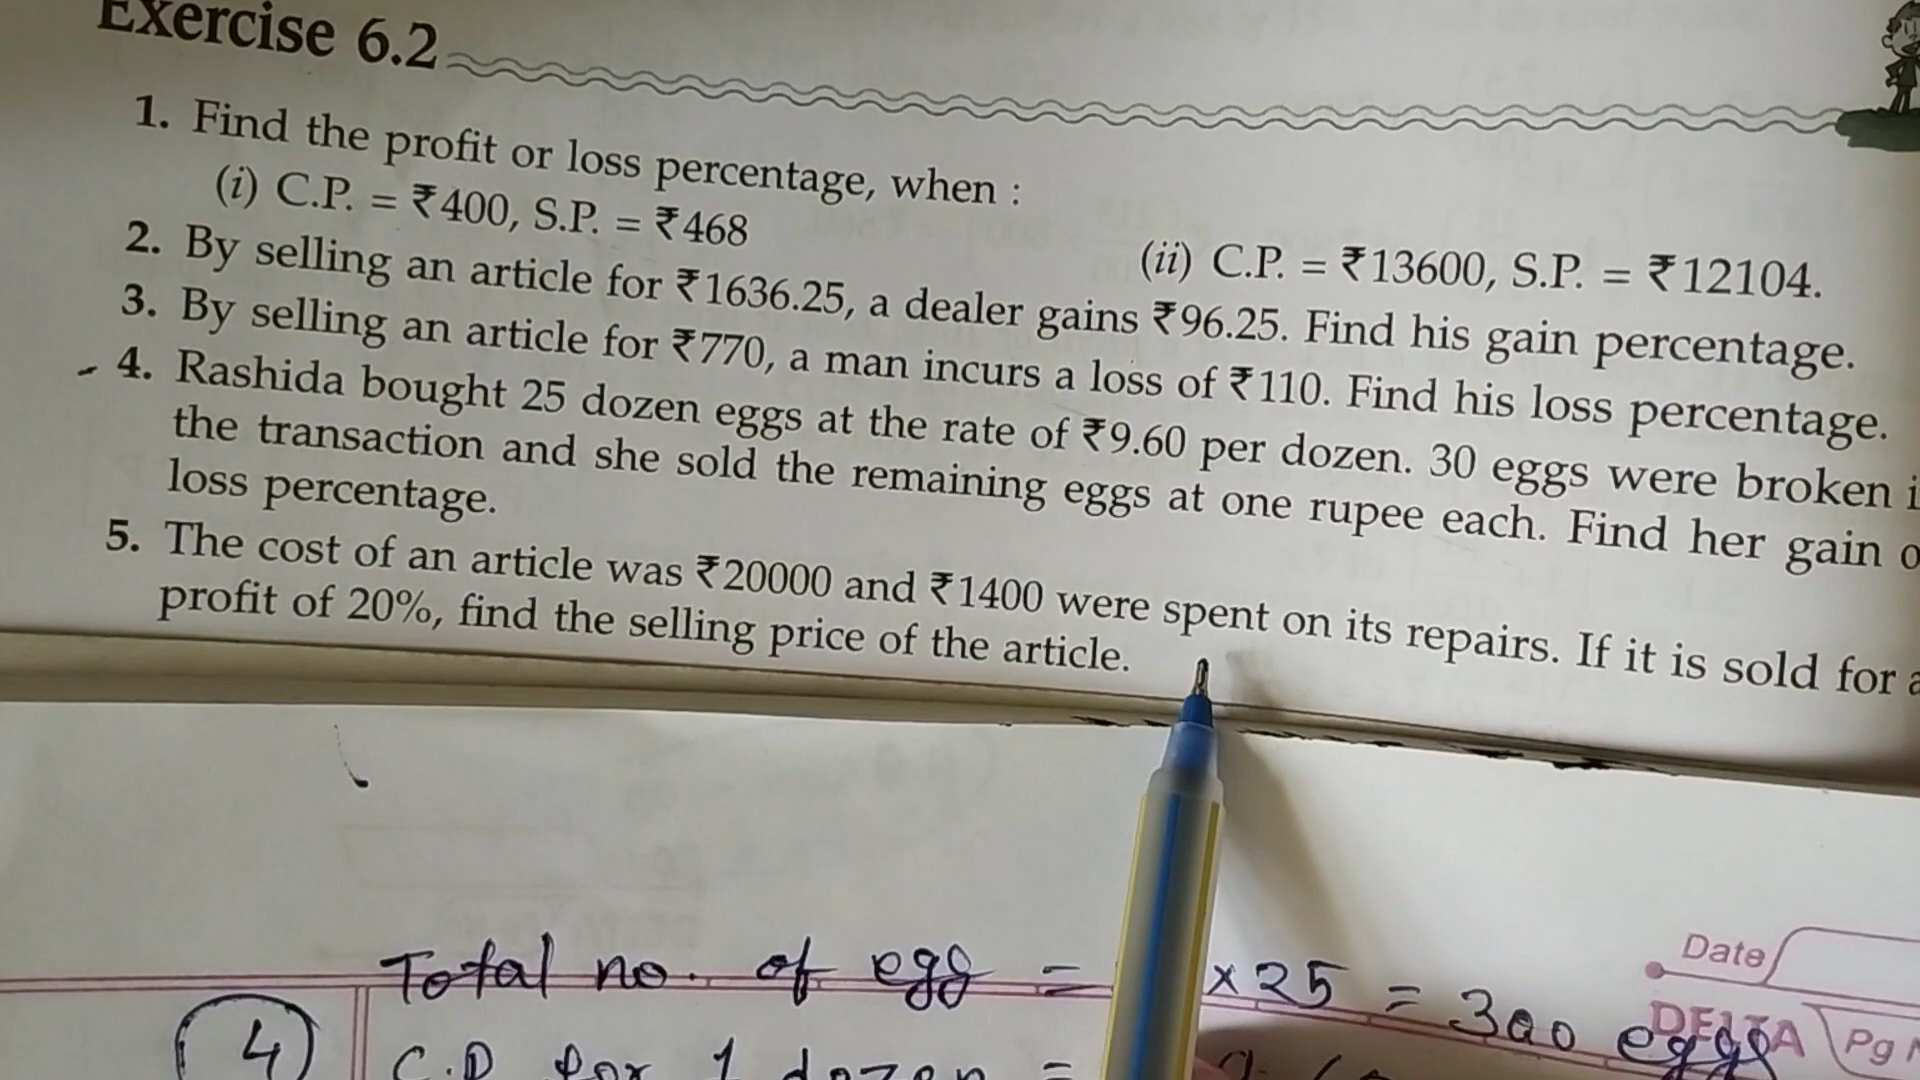 Exercise 6.2
1. Find the profit or loss percentage, when :
(i) C.P. = ₹400, S.P. = ₹468
(ii) C.P. = ₹13600, S.P. = ₹12104.
2. By selling an article for ₹1636.25, a dealer gains ₹96.25. Find his gain percentage.
3. By selling an article for ₹770, a man incurs a loss of ₹110. Find his loss percentage.
4. Rashida bought 25 dozen eggs at the rate of ₹9.60 per dozen. 30 eggs were broken
the transaction and she sold the remaining eggs at one rupee each. Find her gain
loss percentage.
5. The cost of an article was ₹20000 and ₹1400 were spent on its repairs. If it is sold for a
profit of 20%, find the selling price of the article.
Date
Total no. of egg = x 25 = 300 eggs
DELTA Pg
4 C.P for 1 dozen =